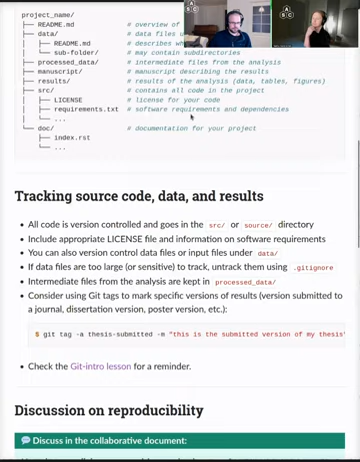 project_name/
├── README.md # overview of
├── data/ # data files u
│ ├── README.md # describes wh
│ └── sub-folder/ # may contain subdirectories
├── processed_data/ # intermediate files from the analysis
├── manuscript/ # manuscript describing the results
├── results/ # results of the analysis (data, tables, figures)
├── src/ # contains all code in the project
│ ├── LICENSE # license for your code
│ ├── requirements.txt # software requirements and dependencies
│ └── ...
└── doc/ # documentation for your project
├── index.rst
└── ...
Tracking source code, data, and results
• All code is version controlled and goes in the src/ or source/ directory
• Include appropriate LICENSE file and information on software requirements
• You can also version control data files or input files under data/
• If data files are too large (or sensitive) to track, untrack them using .gitignore
• Intermediate files from the analysis are kept in processed_data/
• Consider using Git tags to mark specific versions of results (version submitted to
a journal, dissertation version, poster version, etc.):
$ git tag -a thesis-submitted -m "this is the submitted version of my thesis"
• Check the Git-intro lesson for a reminder.
Discussion on reproducibility
💬 Discuss in the collaborative document: